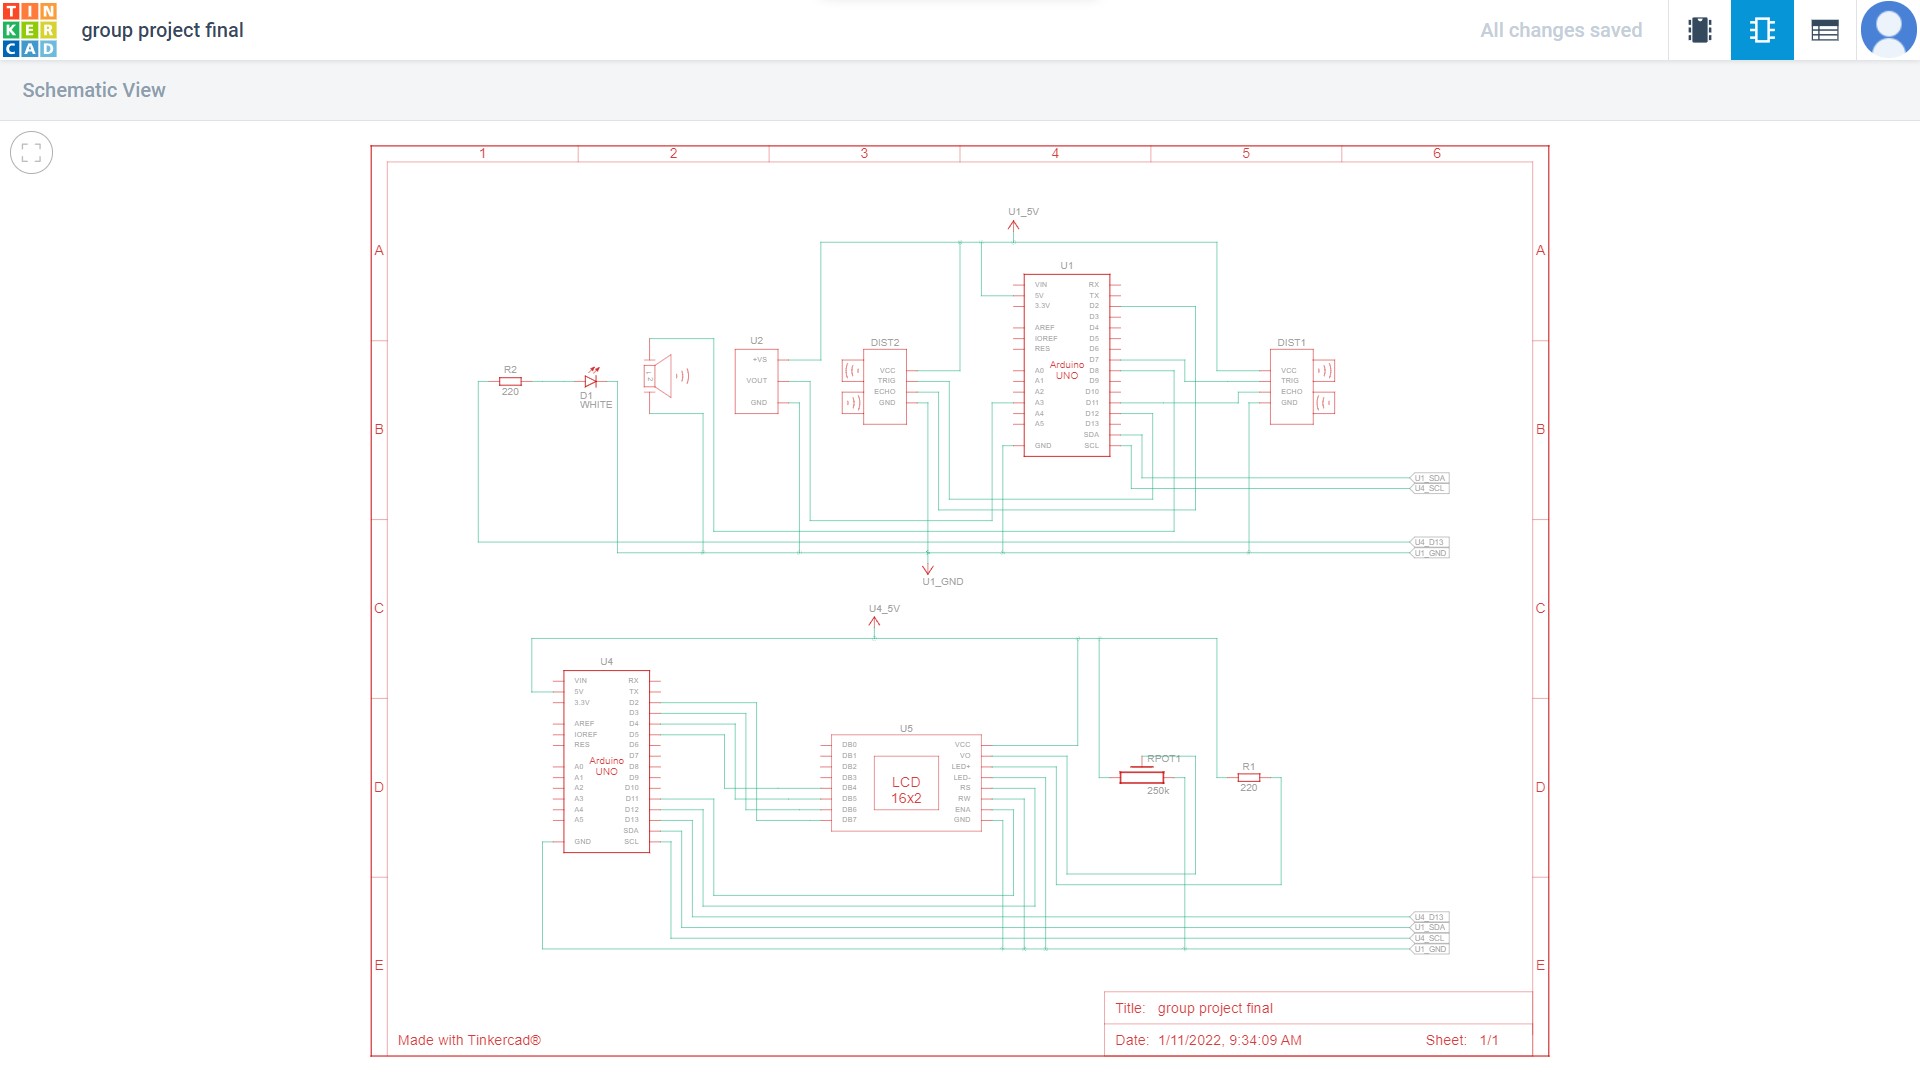 TIN
KER
CAD
group project final
All changes saved
Schematic View
1 2 3 4 5 6
A A
B B
C C
D D
E E
U1_5V
U1
VIN RX
5V TX
3.3V D2
D3
AREF D4
IOREF D5
RES D6
D7
A0 D8
A1 D9
A2 D10
A3 D11
A4 D12
A5 D13
SDA
GND SCL
Arduino
UNO
R2
220
D1
WHITE
U2
+VS
VOUT
GND
DIST2
VCC
TRIG
ECHO
GND
DIST1
VCC
TRIG
ECHO
GND
U1_SDA
U4_SCL
U4_D13
U1_GND
U1_GND
U4_5V
U4
VIN RX
5V TX
3.3V D2
D3
AREF D4
IOREF D5
RES D6
D7
A0 D8
A1 D9
A2 D10
A3 D11
A4 D12
A5 D13
SDA
GND SCL
Arduino
UNO
U5
DB0 VCC
DB1 VO
DB2 LED+
DB3 LED-
DB4 RS
DB5 RW
DB6 ENA
DB7 GND
LCD
16x2
RPOT1
250k
R1
220
U4_D13
U1_SDA
U4_SCL
U1_GND
Title: group project final
Date: 1/11/2022, 9:34:09 AM Sheet: 1/1
Made with Tinkercad®